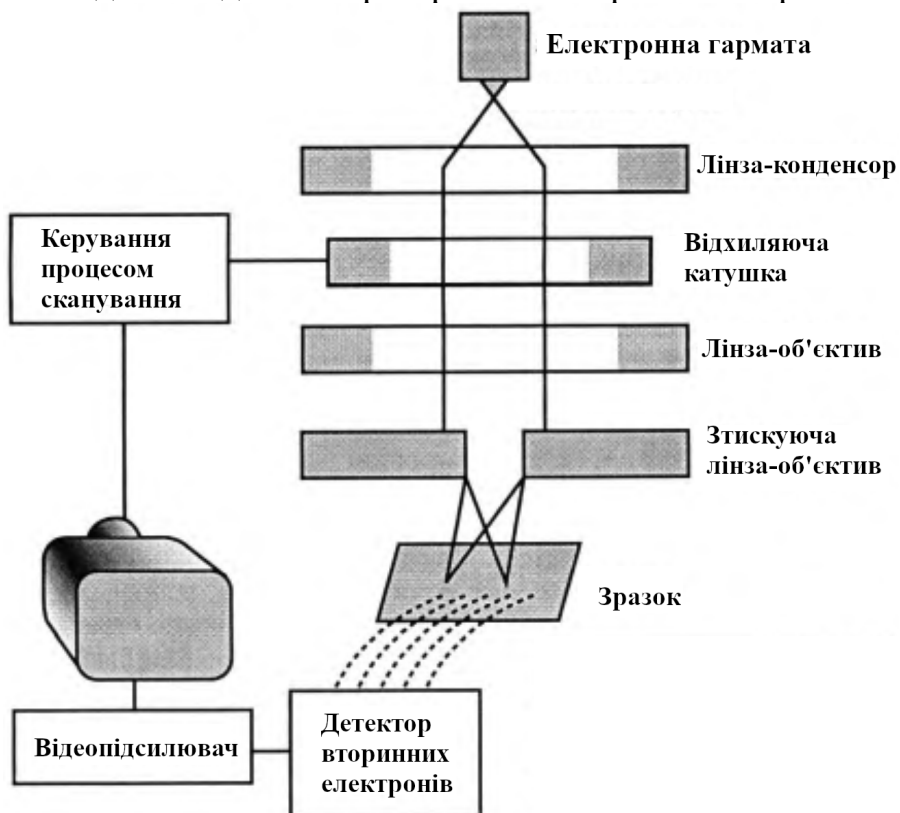 Електронна гармата
Лінза-конденсор
Керування
процесом
сканування
Відхиляюча
катушка
Лінза-об'єктив
Зтискуюча
лінза-об'єктив
Зразок
Відеопідсилювач
Детектор
вторинних
електронів